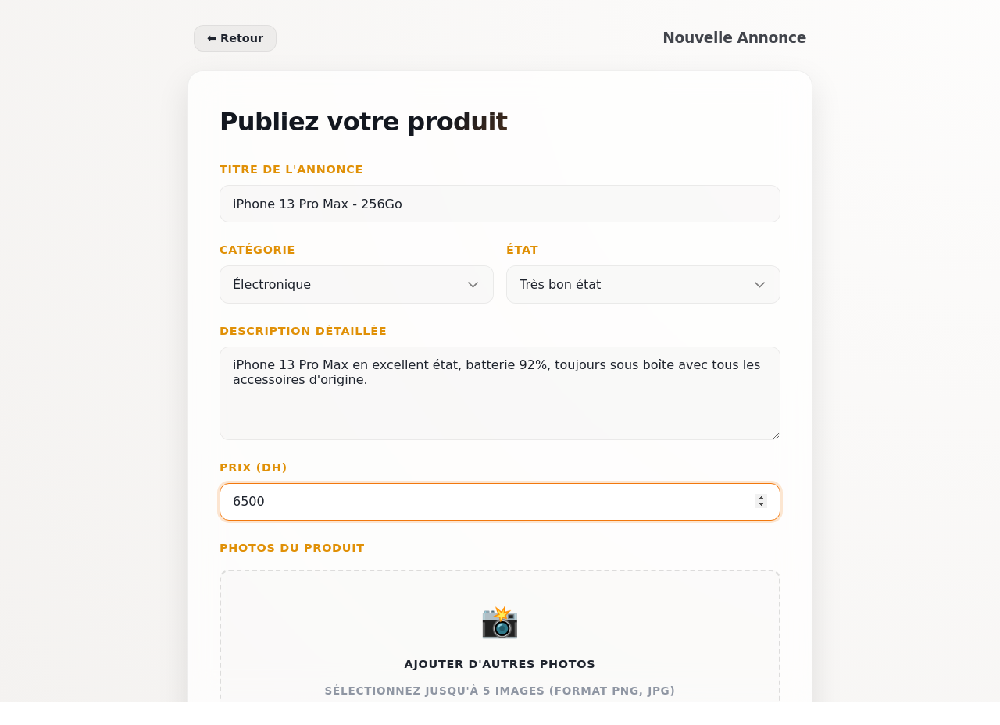 ⬅ Retour
Nouvelle Annonce
Publiez votre produit
TITRE DE L'ANNONCE
iPhone 13 Pro Max - 256Go
CATÉGORIE
ÉTAT
Électronique
Très bon état
DESCRIPTION DÉTAILLÉE
iPhone 13 Pro Max en excellent état, batterie 92%, toujours sous boîte avec tous les
accessoires d'origine.
PRIX (DH)
6500
PHOTOS DU PRODUIT
AJOUTER D'AUTRES PHOTOS
SÉLECTIONNEZ JUSQU'À 5 IMAGES (FORMAT PNG, JPG)